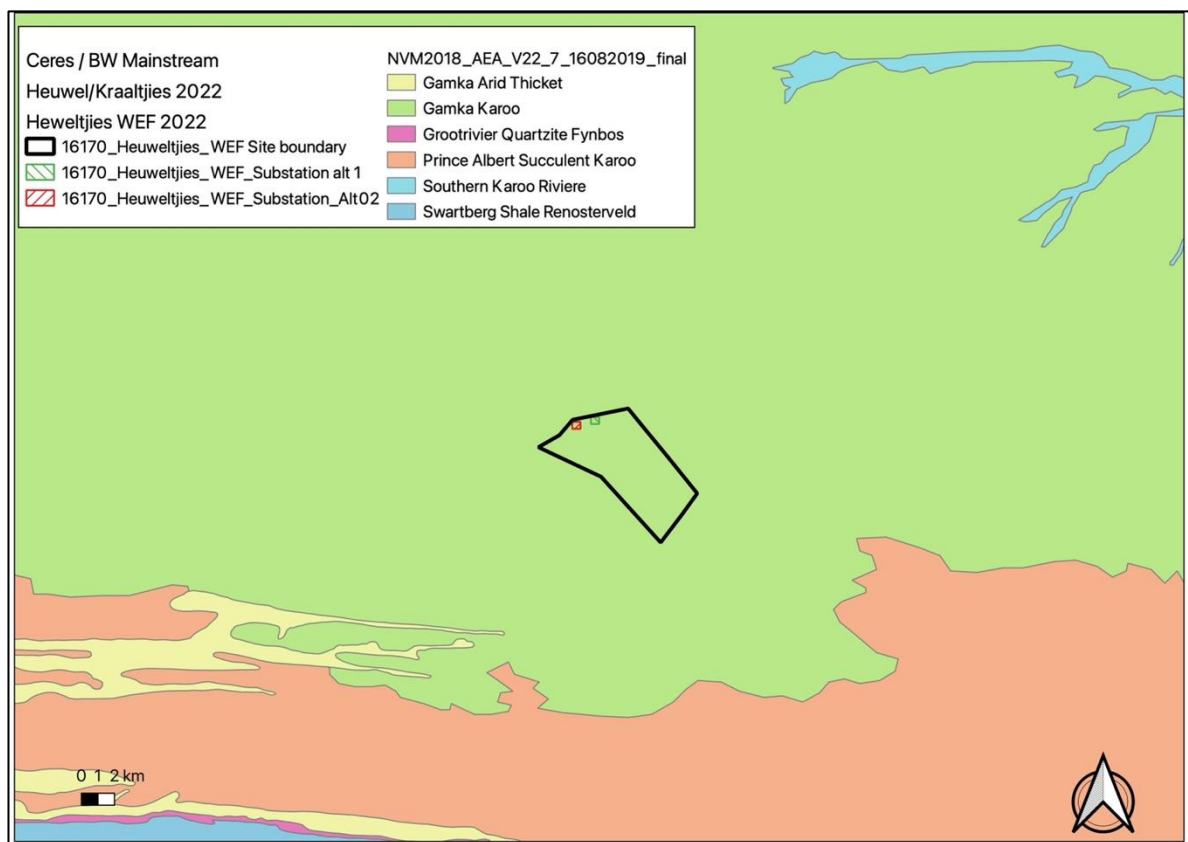 Ceres / BW Mainstream
Heuwel/Kraaltjies 2022
Heweltjies WEF 2022
16170_Heuweltjies_WEF Site boundary
16170_Heuweltjies_WEF_Substation alt 1
16170_Heuweltjies_WEF_Substation_Alt02
NVM2018_AEA_V22_7_16082019_final
Gamka Arid Thicket
Gamka Karoo
Grootrivier Quartzite Fynbos
Prince Albert Succulent Karoo
Southern Karoo Riviere
Swartberg Shale Renosterveld
0 1 2 km